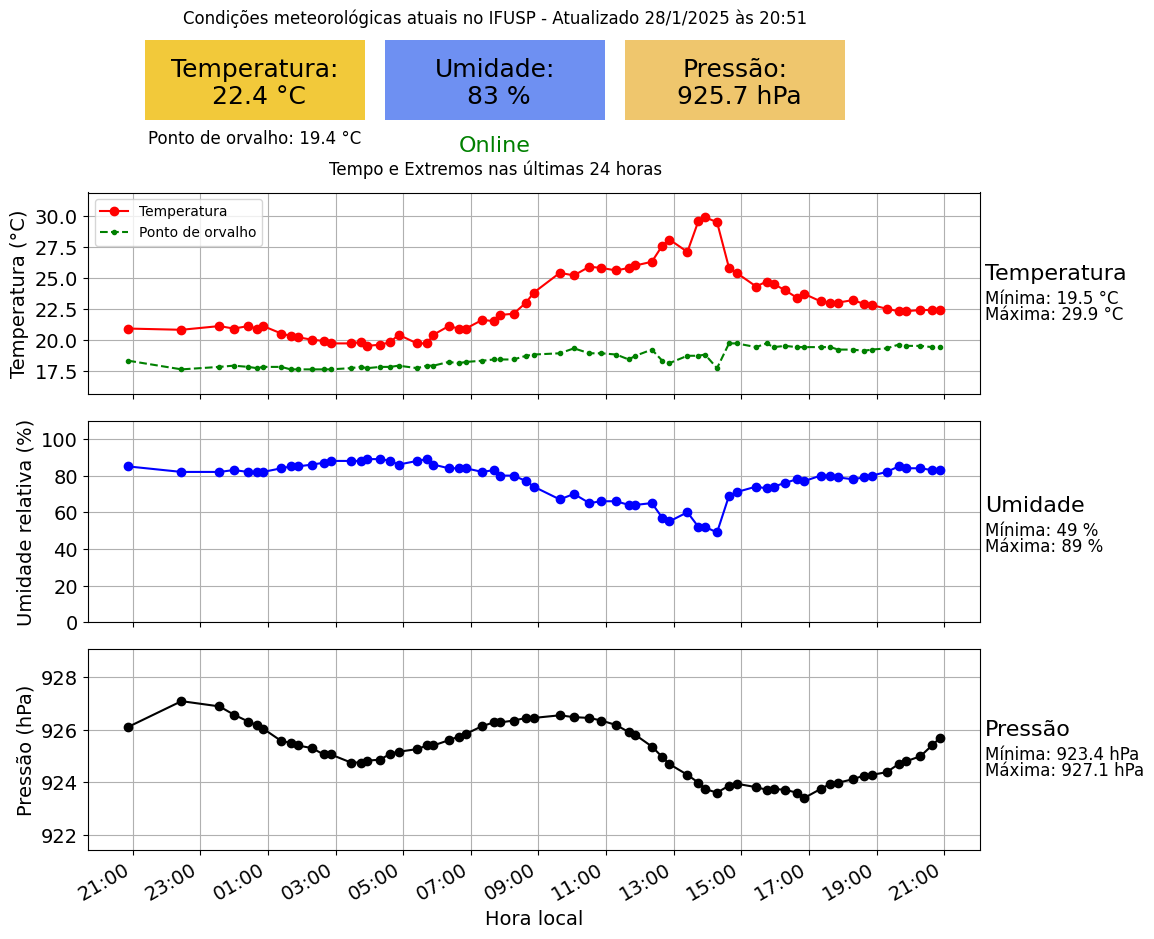 Condições meteorológicas atuais no IFUSP - Atualizado 28/1/2025 às 20:51
Temperatura:
22.4 °C
Umidade:
83 %
Pressão:
925.7 hPa
Ponto de orvalho: 19.4 °C
Online
Tempo e Extremos nas últimas 24 horas
Temperatura (°C)
30.0
27.5
25.0
22.5
20.0
17.5
Temperatura
Ponto de orvalho
Temperatura
Mínima: 19.5 °C
Máxima: 29.9 °C
Umidade relativa (%)
100
80
60
40
20
0
Umidade
Mínima: 49 %
Máxima: 89 %
Pressão (hPa)
928
926
924
922
Pressão
Mínima: 923.4 hPa
Máxima: 927.1 hPa
21:00 23:00 01:00 03:00 05:00 07:00 09:00 11:00 13:00 15:00 17:00 19:00 21:00
Hora local